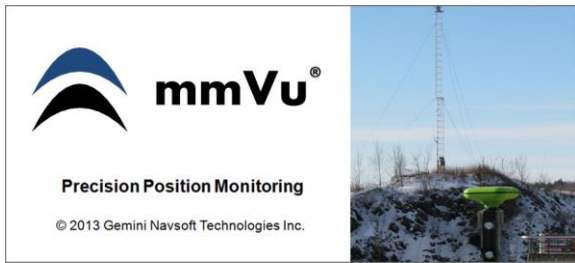 mmVu®
Precision Position Monitoring
© 2013 Gemini Navsoft Technologies Inc.